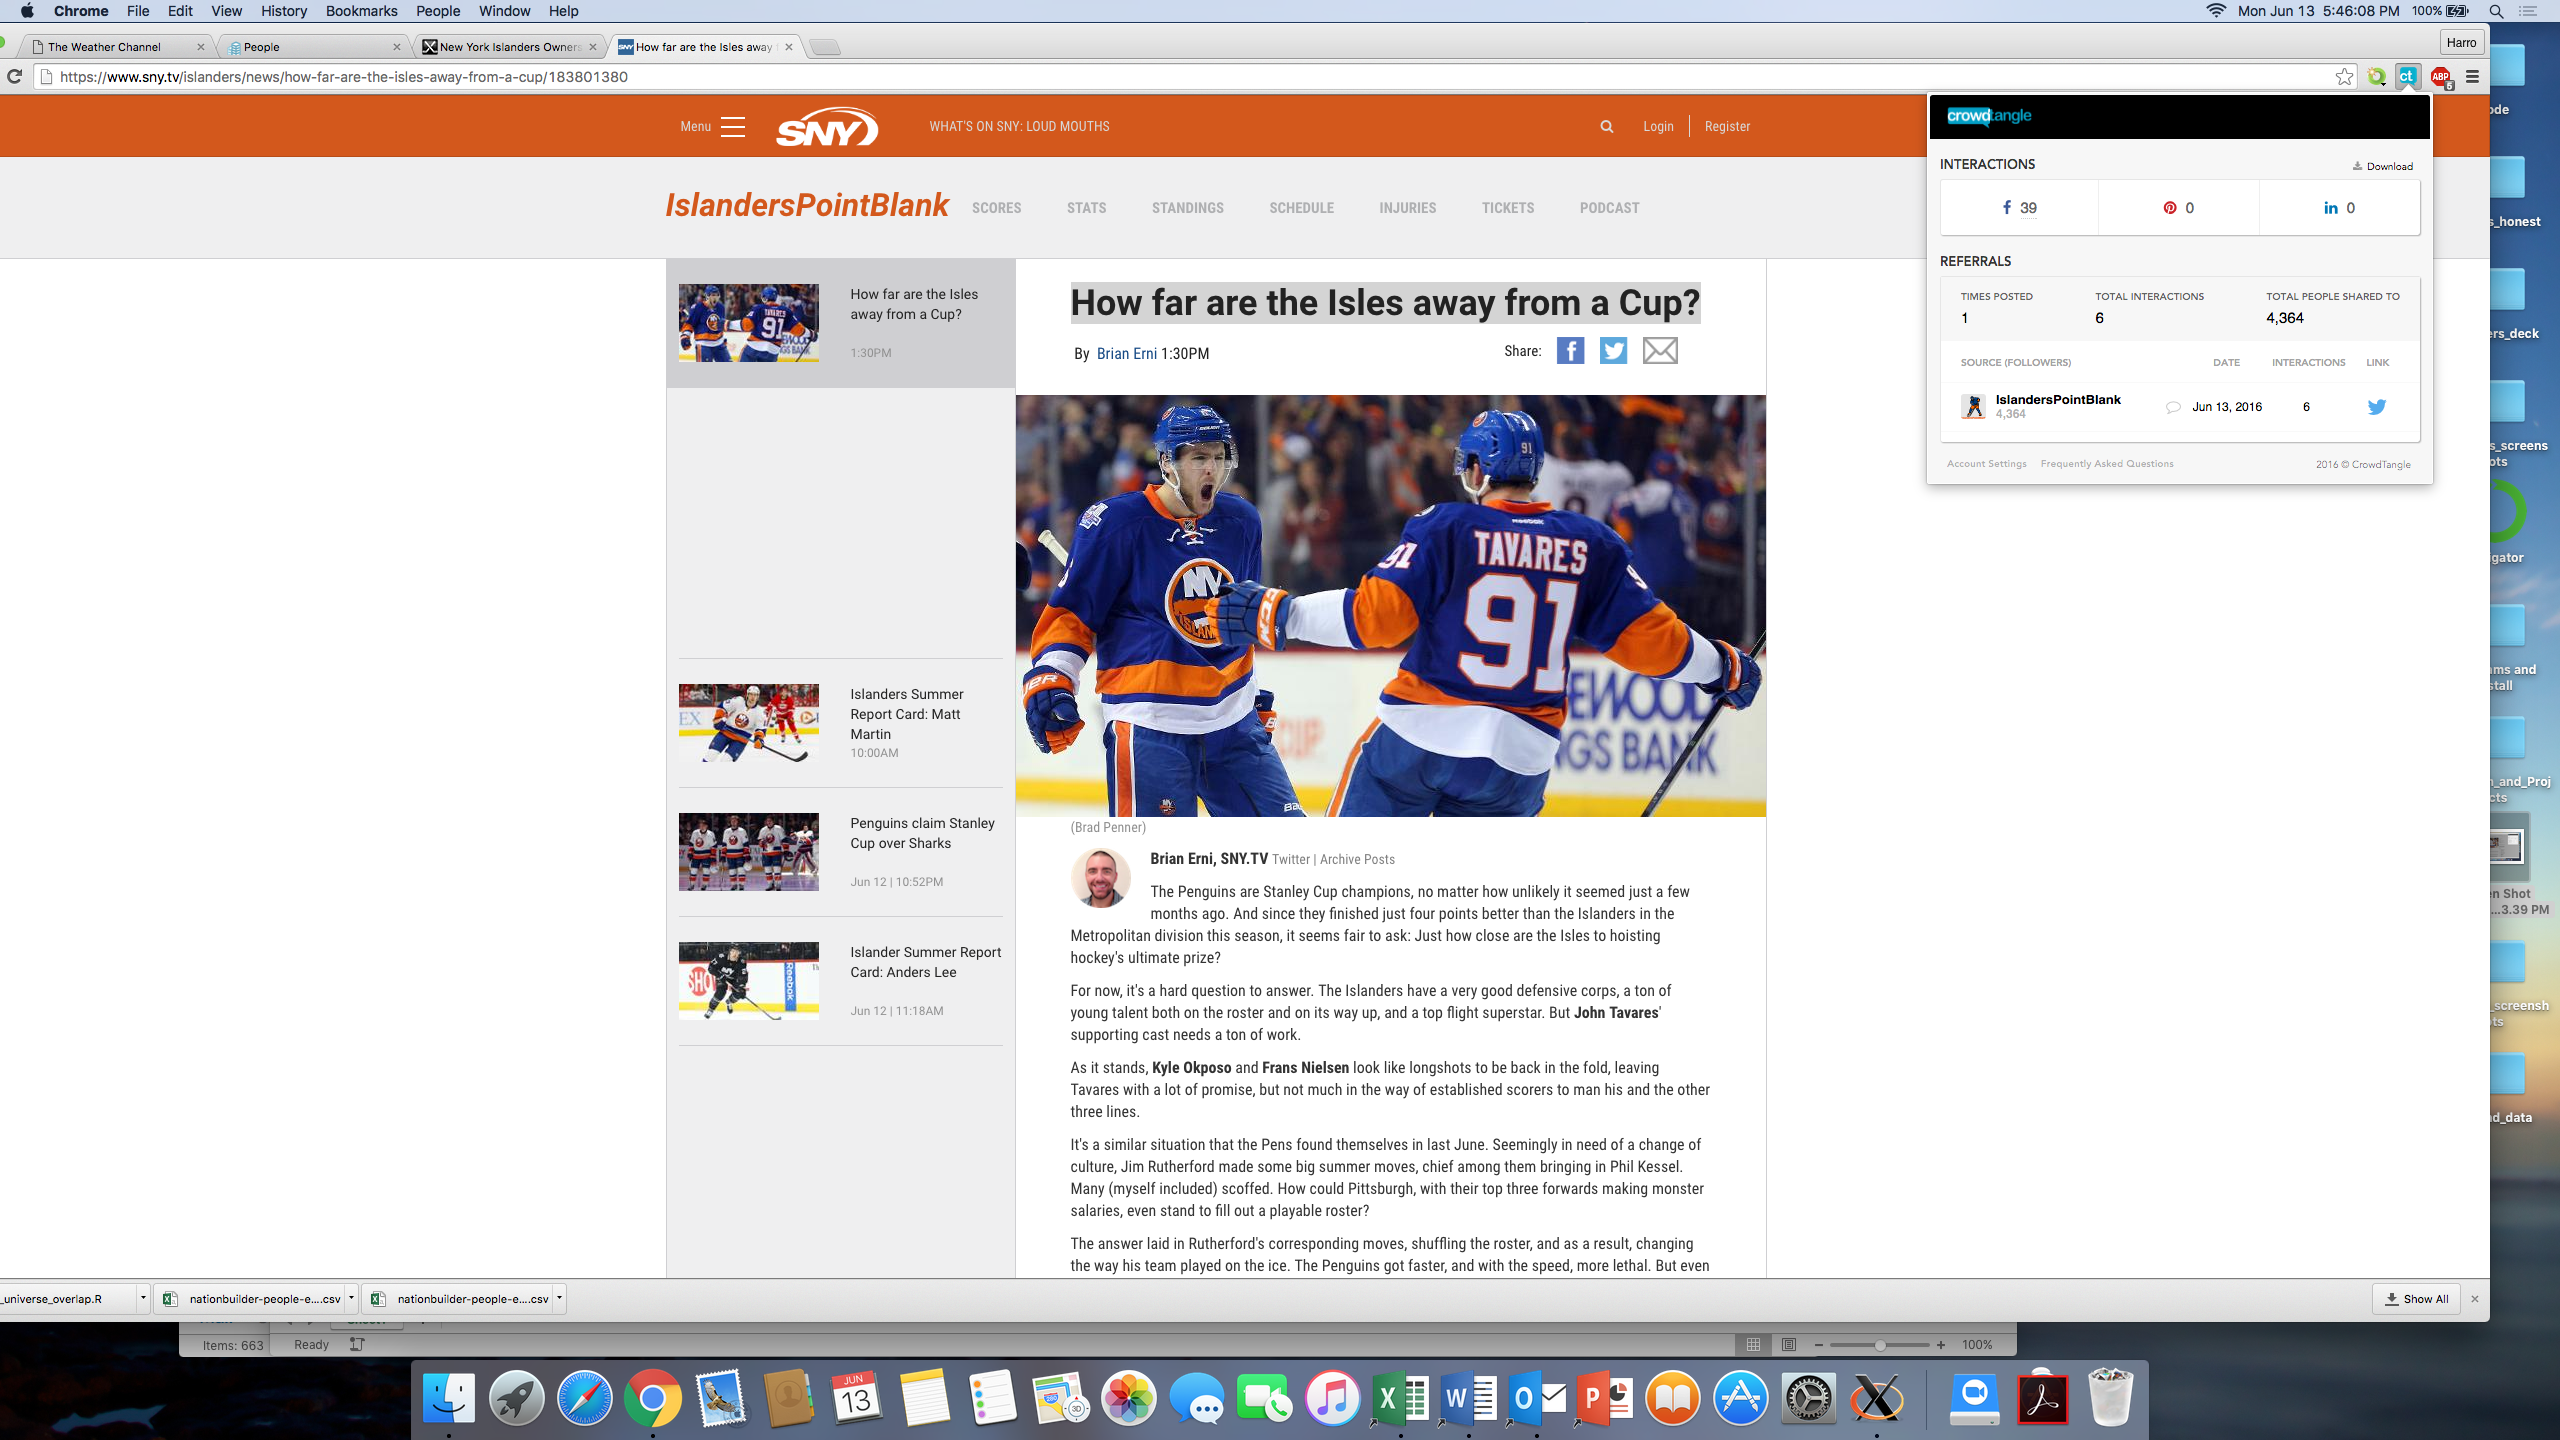 Chrome File Edit View History Bookmarks People Window Help
Mon Jun 13 5:46:08 PM 100%
The Weather Channel
People
New York Islanders Owners
How far are the Isles away
Harro
https://www.sny.tv/islanders/news/how-far-are-the-isles-away-from-a-cup/183801380
ct
ABP
6
Menu
SNY
WHAT'S ON SNY: LOUD MOUTHS
Login
Register
IslandersPointBlank
SCORES
STATS
STANDINGS
SCHEDULE
INJURIES
TICKETS
PODCAST
crowdtangle
INTERACTIONS
Download
39
0
0
REFERRALS
TIMES POSTED
TOTAL INTERACTIONS
TOTAL PEOPLE SHARED TO
1
6
4,364
SOURCE (FOLLOWERS)
DATE
INTERACTIONS
LINK
IslandersPointBlank
4,364
Jun 13, 2016
6
Account Settings
Frequently Asked Questions
2016 © CrowdTangle
How far are the Isles
away from a Cup?
1:30PM
Islanders Summer
Report Card: Matt
Martin
10:00AM
Penguins claim Stanley
Cup over Sharks
Jun 12 | 10:52PM
Islander Summer Report
Card: Anders Lee
Jun 12 | 11:18AM
How far are the Isles away from a Cup?
By Brian Erni 1:30PM
Share:
TAVARES
91
91
91
NY
GS BANK
(Brad Penner)
Brian Erni, SNY.TV Twitter | Archive Posts
The Penguins are Stanley Cup champions, no matter how unlikely it seemed just a few
months ago. And since they finished just four points better than the Islanders in the
Metropolitan division this season, it seems fair to ask: Just how close are the Isles to hoisting
hockey's ultimate prize?
For now, it's a hard question to answer. The Islanders have a very good defensive corps, a ton of
young talent both on the roster and on its way up, and a top flight superstar. But John Tavares'
supporting cast needs a ton of work.
As it stands, Kyle Okposo and Frans Nielsen look like longshots to be back in the fold, leaving
Tavares with a lot of promise, but not much in the way of established scorers to man his and the other
three lines.
It's a similar situation that the Pens found themselves in last June. Seemingly in need of a change of
culture, Jim Rutherford made some big summer moves, chief among them bringing in Phil Kessel.
Many (myself included) scoffed. How could Pittsburgh, with their top three forwards making monster
salaries, even stand to fill out a playable roster?
The answer laid in Rutherford's corresponding moves, shuffling the roster, and as a result, changing
the way his team played on the ice. The Penguins got faster, and with the speed, more lethal. But even
ode
s_honest
ers_deck
s_screens
ots
igator
ms and
stall
n_and_Proj
cts
en Shot
...3.39 PM
_screensh
ts
d_data
_universe_overlap.R
nationbuilder-people-e....csv
nationbuilder-people-e....csv
Show All
Items: 663
Ready
100%
JUN
13